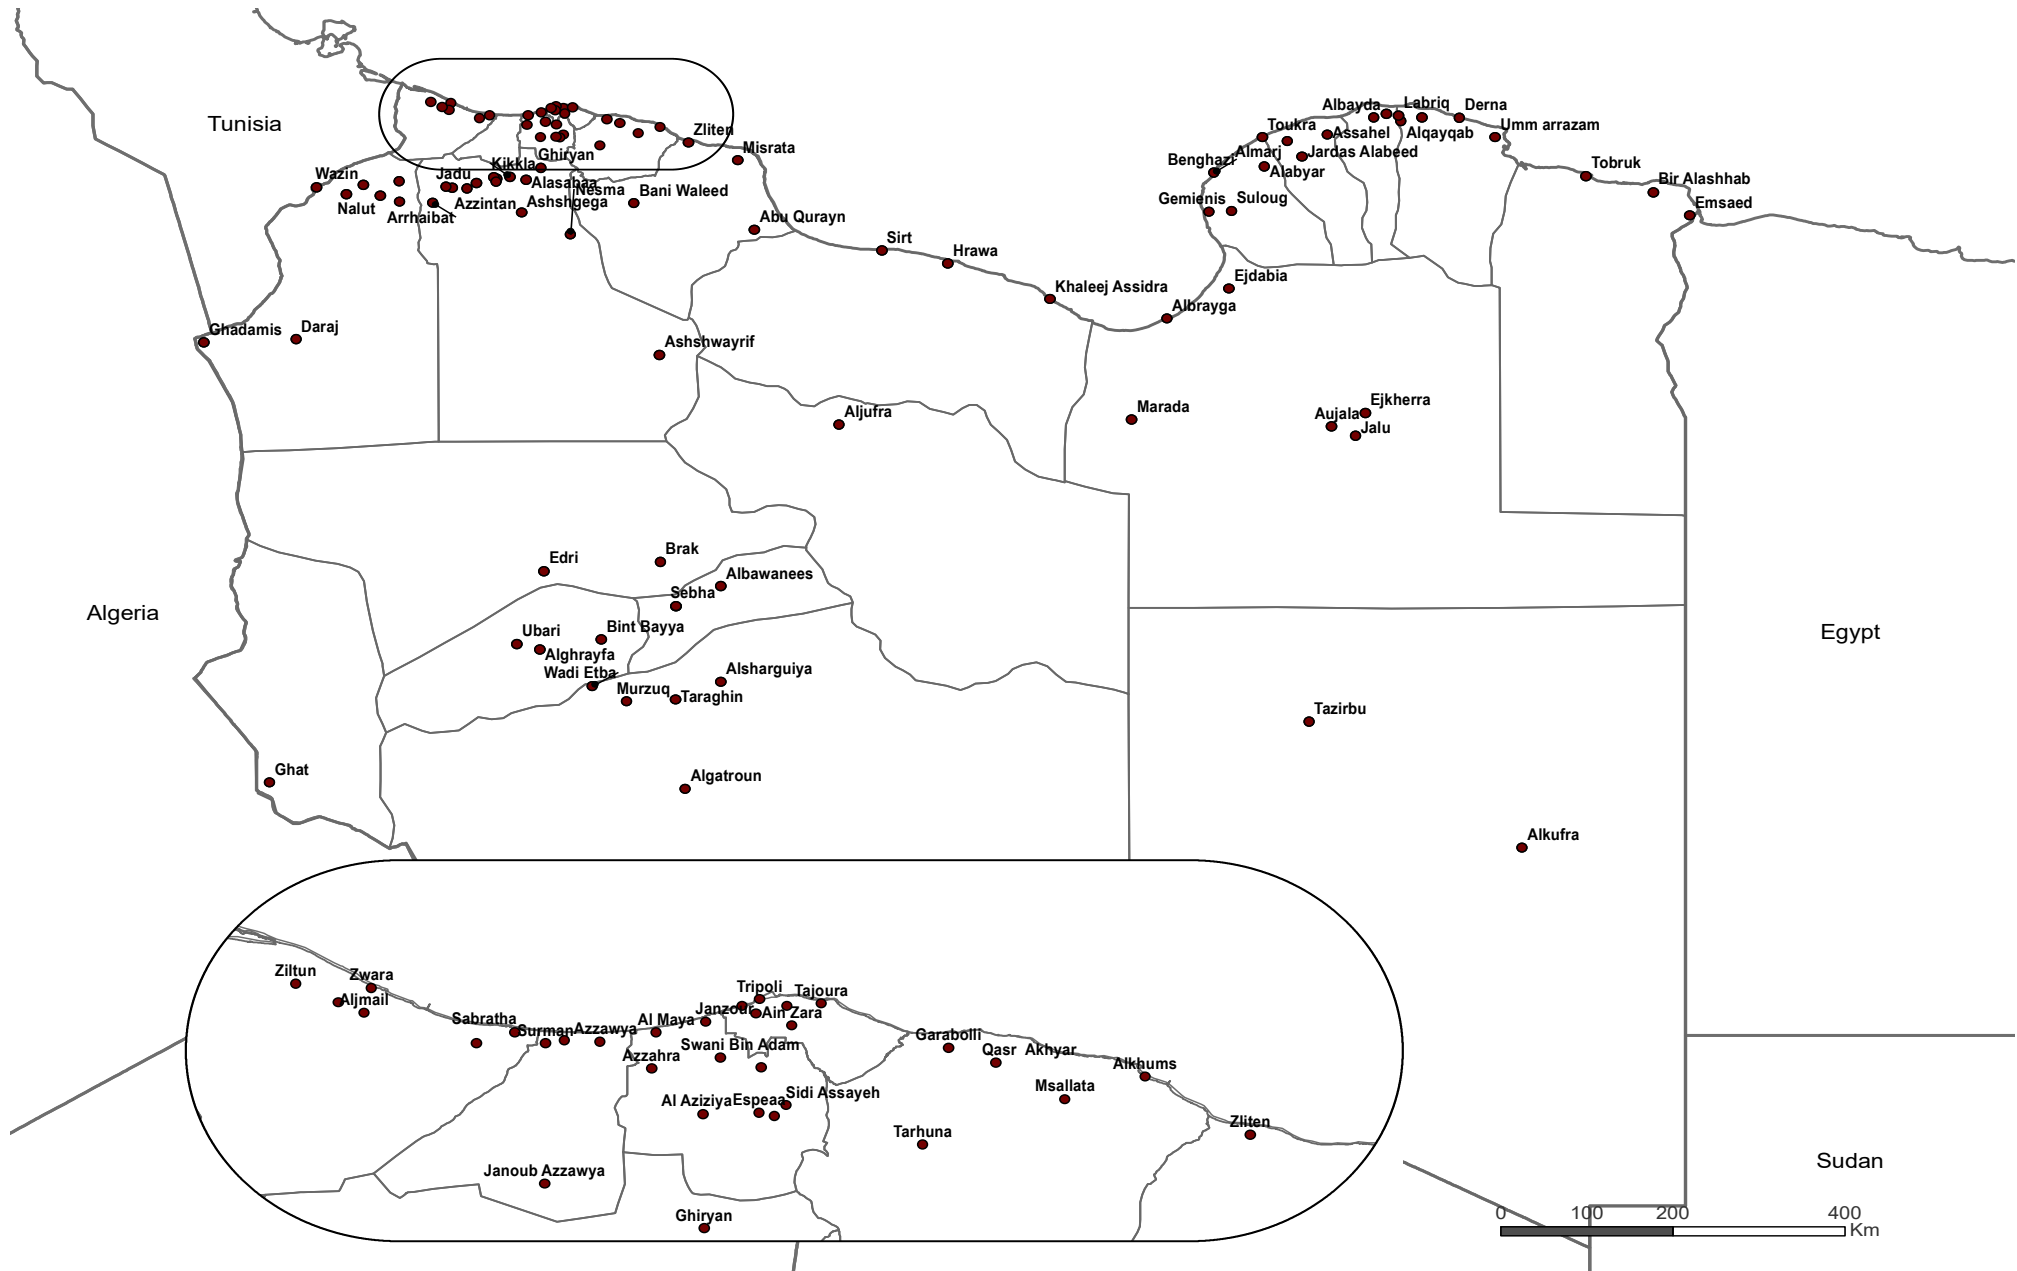 Tunisia
Zliten
Misrata
Ghiryan
Kikkla
Wazin
Jadu
Alasabaa
Nesma
Bani Waleed
Nalut
Arrhaibat
Azzintan
Ashshgega
Abu Qurayn
Sirt
Hrawa
Khaleej Assidra
Albrayga
Ejdabia
Albayda
Labriq
Derna
Toukra
Assahel
Alqayqab
Umm arrazam
Benghazi
Almarj
Jardas Alabeed
Alabyar
Gemienis
Suloug
Tobruk
Bir Alashhab
Emsaed
Ghadamis
Daraj
Ashshwayrif
Aljufra
Marada
Ejkherra
Aujala
Jalu
Edri
Brak
Albawanees
Sebha
Algeria
Egypt
Ubari
Bint Bayya
Alghrayfa
Wadi Etba
Alsharguiya
Murzuq
Taraghin
Tazirbu
Ghat
Algatroun
Alkufra
Ziltun
Zwara
Aljmail
Sabratha
Surman
Azzawya
Al Maya
Janzour
Tripoli
Tajoura
Ain Zara
Azzahra
Swani Bin Adam
Garabolli
Qasr Akhyar
Alkhums
Msallata
Al Aziziya
Espeaa
Sidi Assayeh
Tarhuna
Zliten
Janoub Azzawya
Ghiryan
Sudan
0 100 200 400
Km